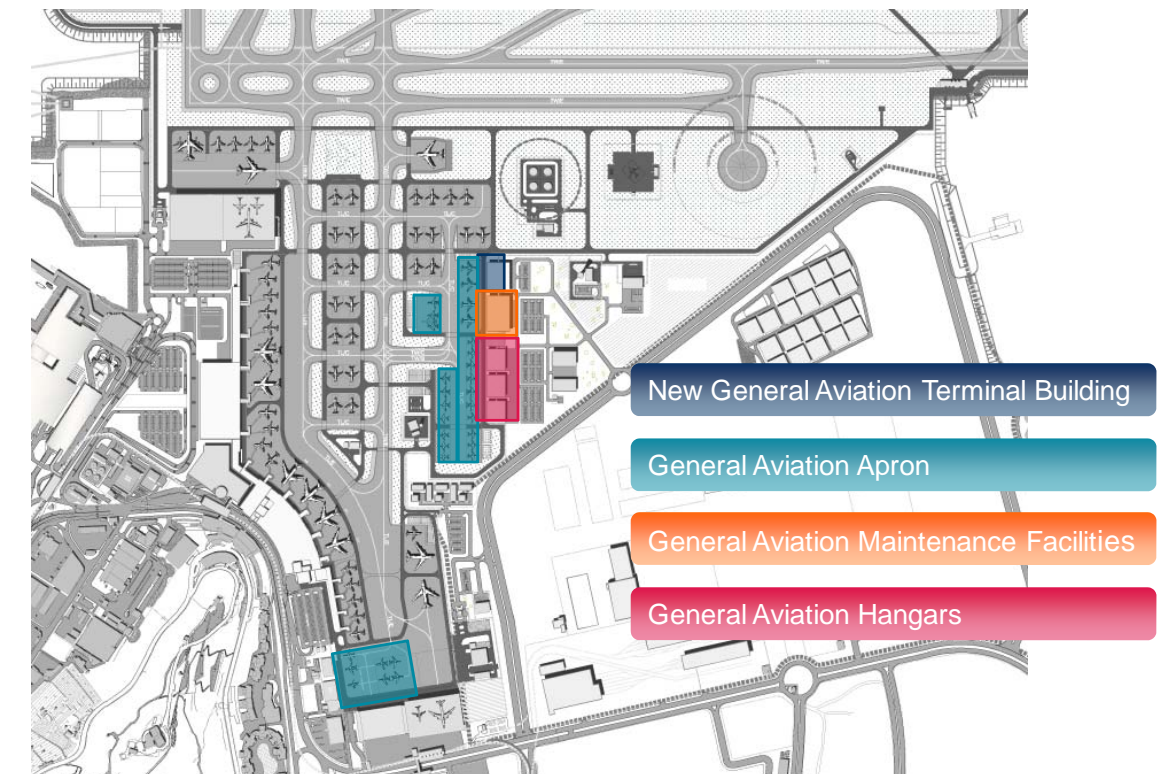 New General Aviation Terminal Building
General Aviation Apron
General Aviation Maintenance Facilities
General Aviation Hangars